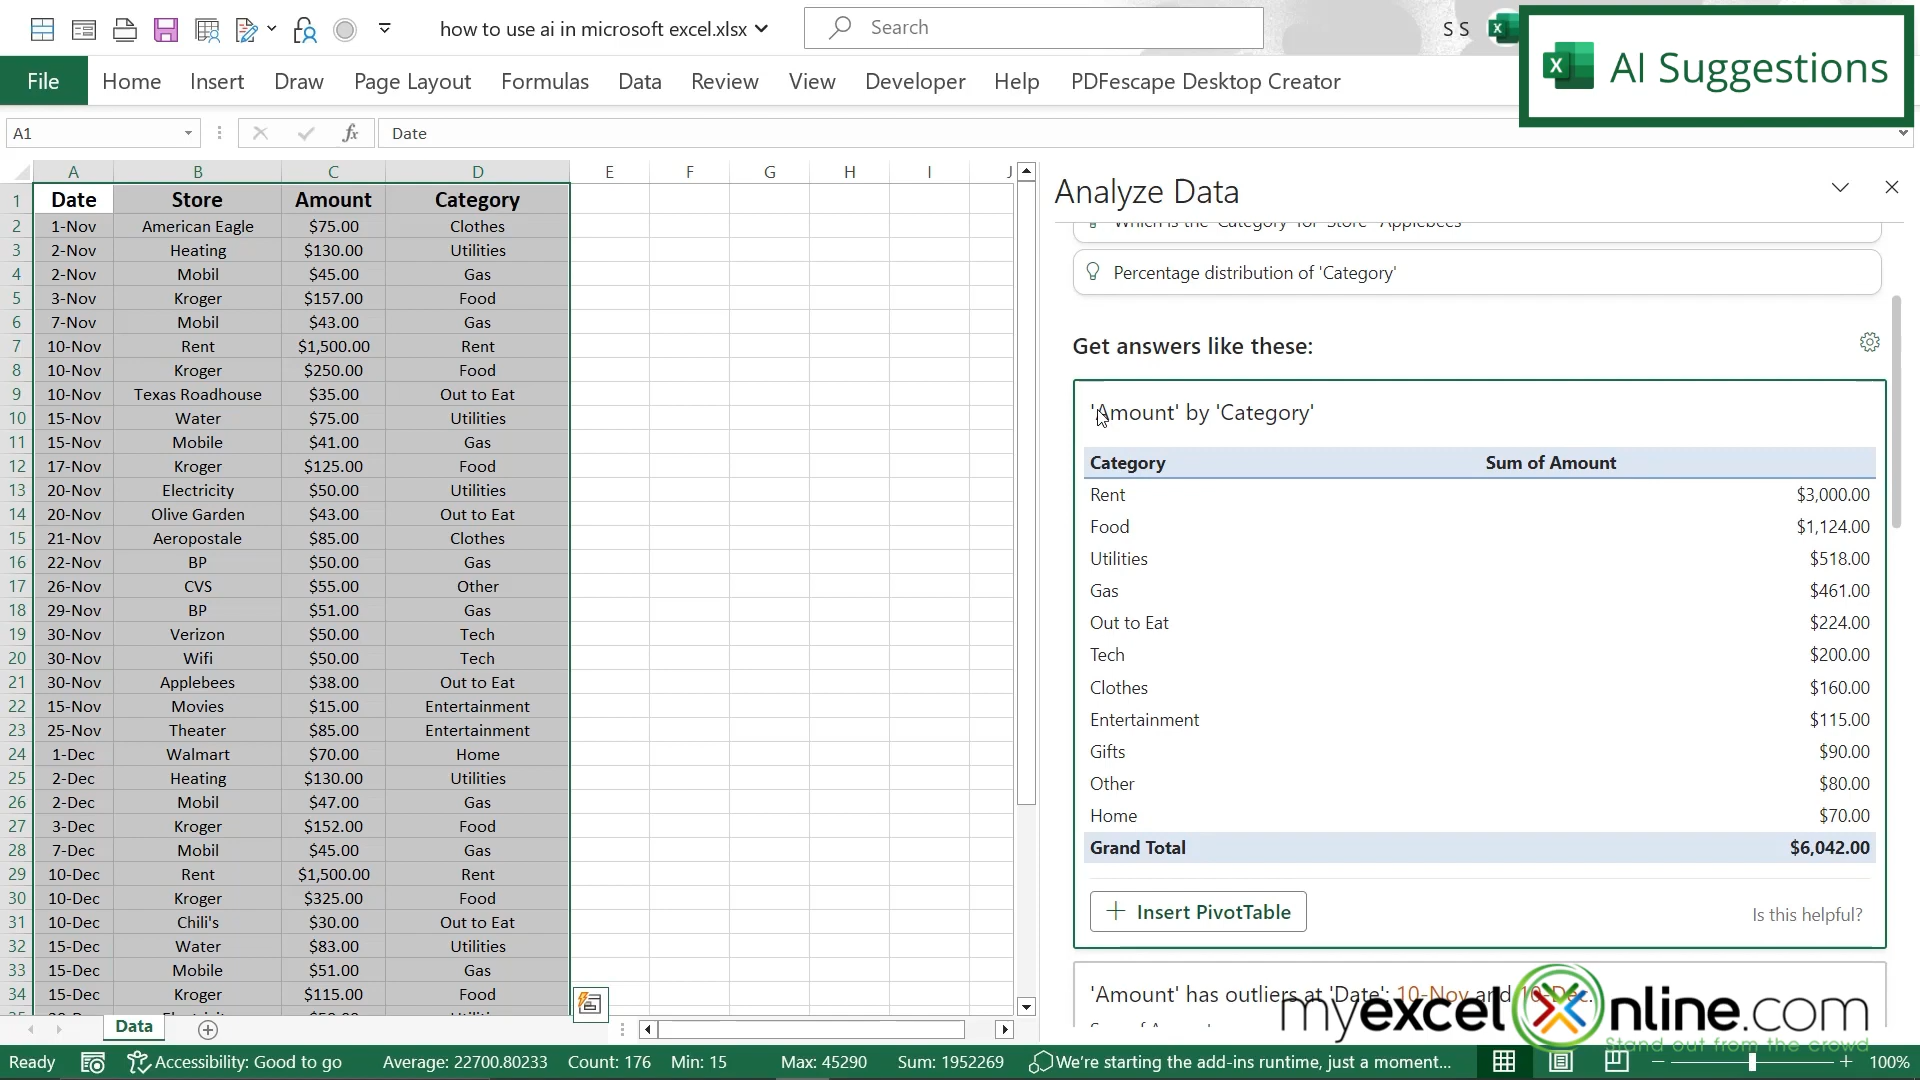 how to use ai in microsoft excel.xlsx
Search
S S
AI Suggestions
File Home Insert Draw Page Layout Formulas Data Review View Developer Help PDFescape Desktop Creator
A1 fx Date
Analyze Data
A B C D E F G H I J
1 Date Store Amount Category
2 1-Nov American Eagle $75.00 Clothes
3 2-Nov Heating $130.00 Utilities
4 2-Nov Mobil $45.00 Gas
5 3-Nov Kroger $157.00 Food
6 7-Nov Mobil $43.00 Gas
7 10-Nov Rent $1,500.00 Rent
8 10-Nov Kroger $250.00 Food
9 10-Nov Texas Roadhouse $35.00 Out to Eat
10 15-Nov Water $75.00 Utilities
11 15-Nov Mobile $41.00 Gas
12 17-Nov Kroger $125.00 Food
13 20-Nov Electricity $50.00 Utilities
14 20-Nov Olive Garden $43.00 Out to Eat
15 21-Nov Aeropostale $85.00 Clothes
16 22-Nov BP $50.00 Gas
17 26-Nov CVS $55.00 Other
18 29-Nov BP $51.00 Gas
19 30-Nov Verizon $50.00 Tech
20 30-Nov Wifi $50.00 Tech
21 30-Nov Applebees $38.00 Out to Eat
22 15-Nov Movies $15.00 Entertainment
23 25-Nov Theater $85.00 Entertainment
24 1-Dec Walmart $70.00 Home
25 2-Dec Heating $130.00 Utilities
26 2-Dec Mobil $47.00 Gas
27 3-Dec Kroger $152.00 Food
28 7-Dec Mobil $45.00 Gas
29 10-Dec Rent $1,500.00 Rent
30 10-Dec Kroger $325.00 Food
31 10-Dec Chili's $30.00 Out to Eat
32 15-Dec Water $83.00 Utilities
33 15-Dec Mobile $51.00 Gas
34 15-Dec Kroger $115.00 Food
Which is the 'Category' for 'Store' 'Applebees'
Percentage distribution of 'Category'
Get answers like these:
'Amount' by 'Category'
Category Sum of Amount
Rent $3,000.00
Food $1,124.00
Utilities $518.00
Gas $461.00
Out to Eat $224.00
Tech $200.00
Clothes $160.00
Entertainment $115.00
Gifts $90.00
Other $80.00
Home $70.00
Grand Total $6,042.00
Insert PivotTable
Is this helpful?
'Amount' has outliers at 'Date': 10-Nov and 10-Dec.
myexcelonline.com
Stand out from the crowd
Data
Ready Accessibility: Good to go Average: 22700.80233 Count: 176 Min: 15 Max: 45290 Sum: 1952269 We're starting the add-ins runtime, just a moment... 100%